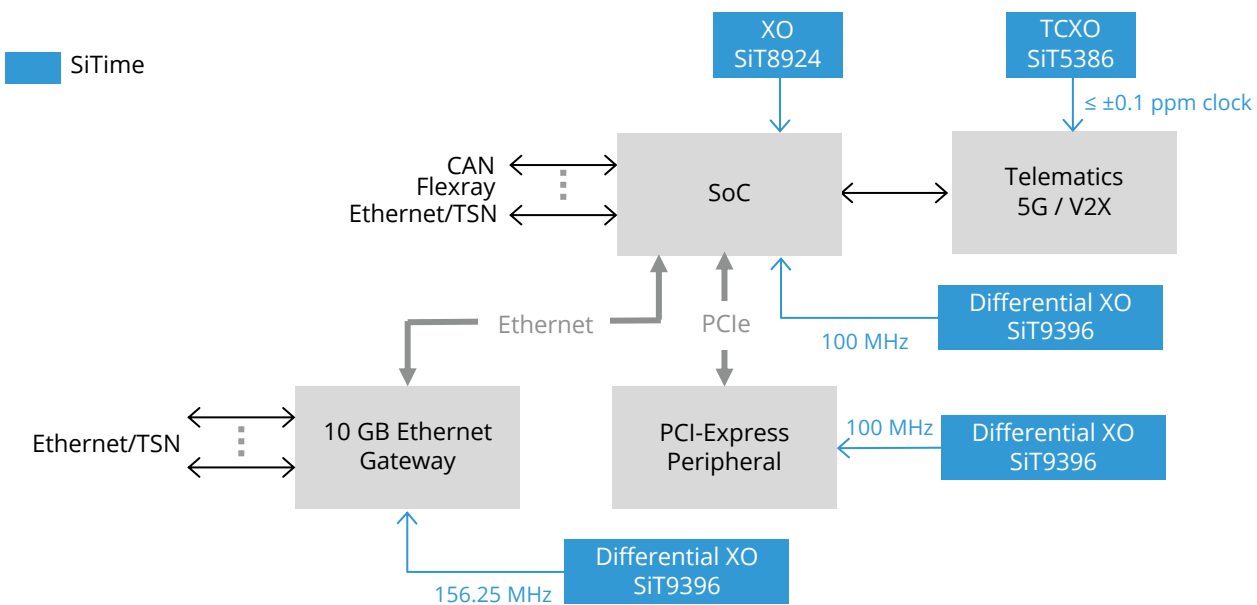 SiTime
XO
SiT8924
TCXO
SiT5386
≤ ±0.1 ppm clock
CAN
Flexray
Ethernet/TSN
SoC
Telematics
5G / V2X
Ethernet
PCIe
100 MHz
Differential XO
SiT9396
Ethernet/TSN
10 GB Ethernet
Gateway
PCI-Express
Peripheral
100 MHz
Differential XO
SiT9396
156.25 MHz
Differential XO
SiT9396